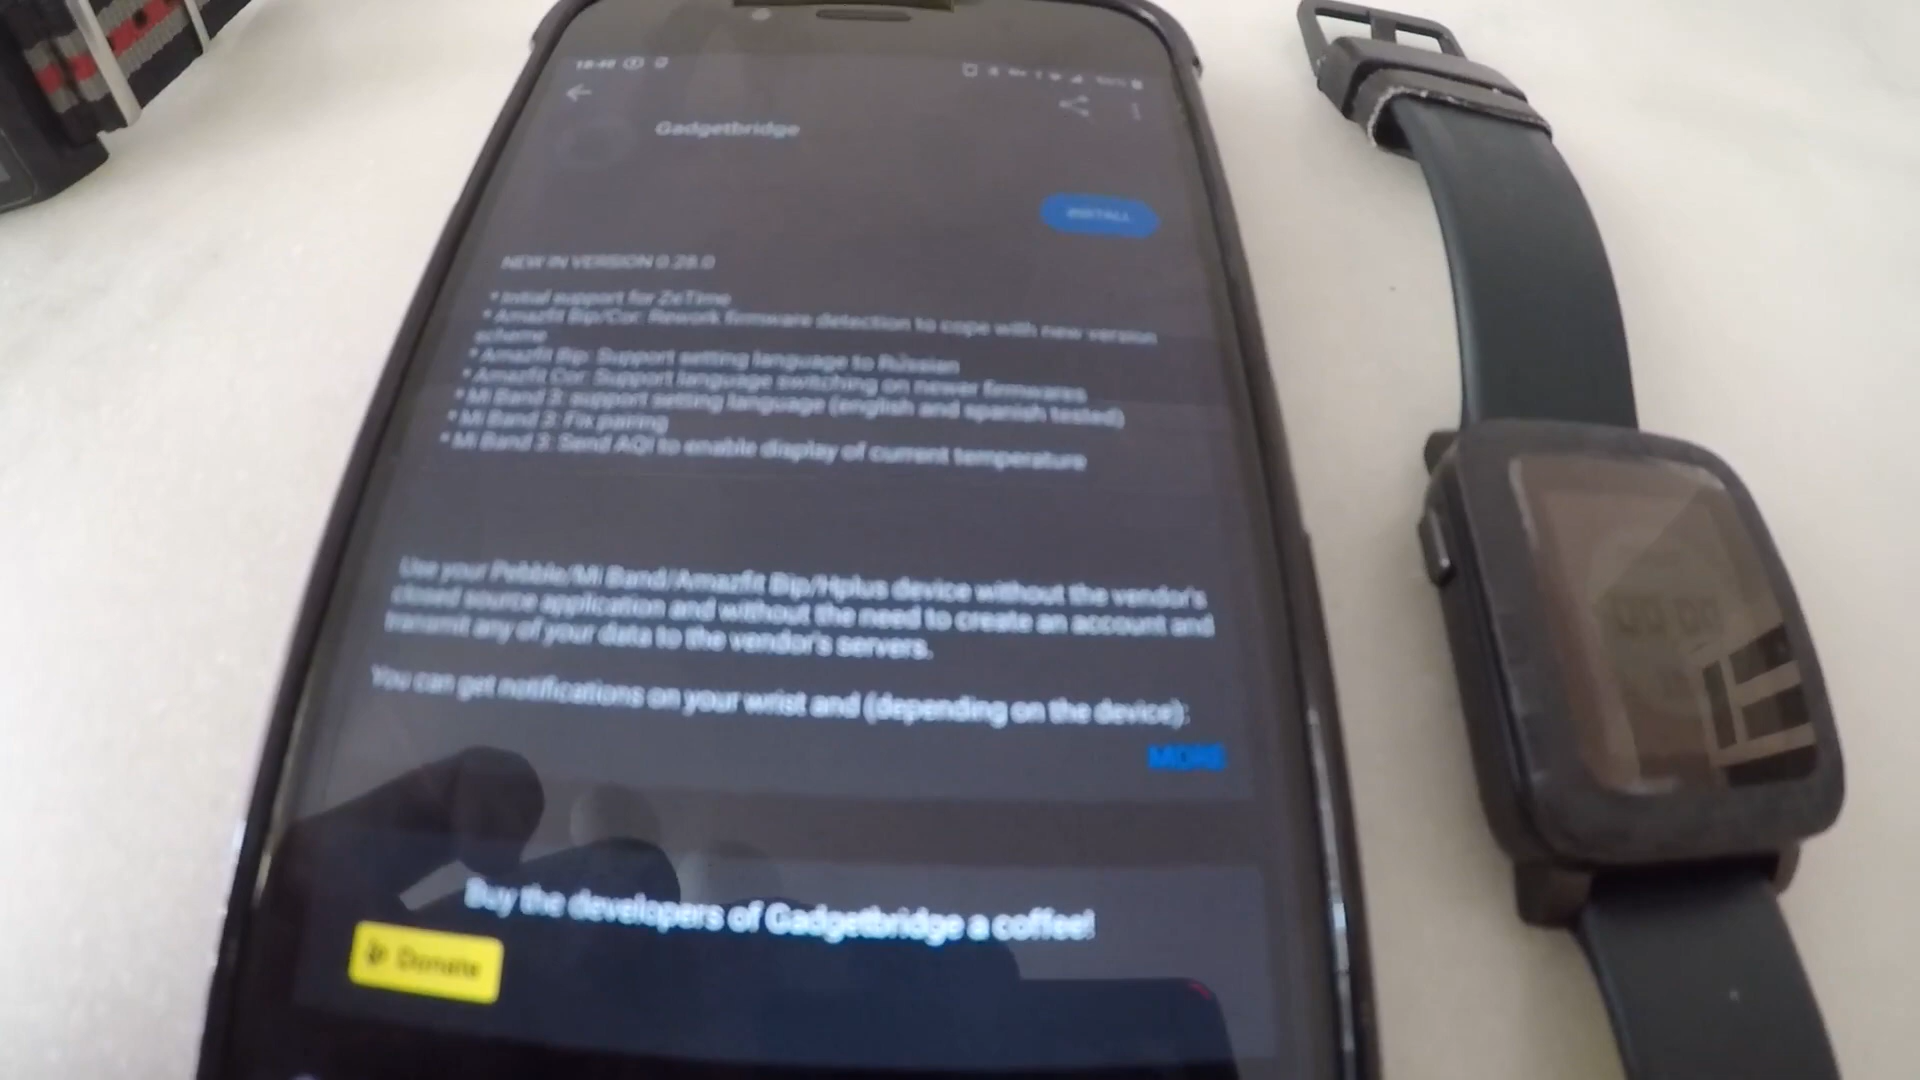 Gadgetbridge
INSTALL
NEW IN VERSION 0.28.0
* Initial support for ZeTime
* Amazfit Bip/Cor: Rework firmware detection to cope with new version
scheme
* Amazfit Bip: Support setting language to Russian
* Amazfit Cor: Support language switching on newer firmwares
* Mi Band 3: support setting language (english and spanish tested)
* Mi Band 3: Fix pairing
* Mi Band 3: Send AQI to enable display of current temperature
Use your Pebble/Mi Band/Amazfit Bip/Hplus device without the vendor's
closed source application and without the need to create an account and
transmit any of your data to the vendor's servers.
You can get notifications on your wrist and (depending on the device):
MORE
Buy the developers of Gadgetbridge a coffee!
Donate